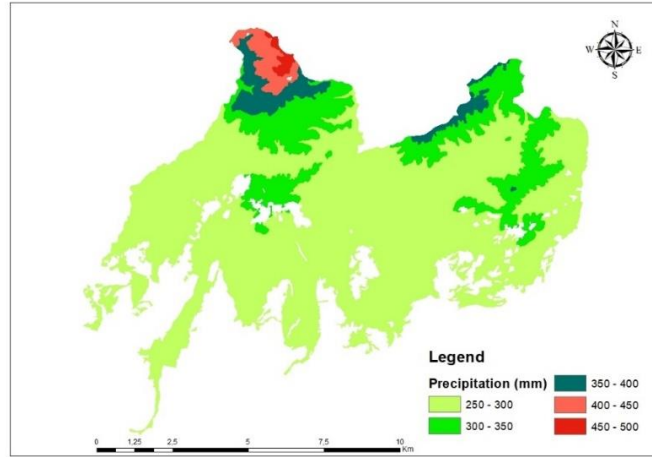 N
W E
S
Legend
Precipitation (mm)
250 - 300
300 - 350
350 - 400
400 - 450
450 - 500
0 1,25 2,5 5 7,5 10
Km